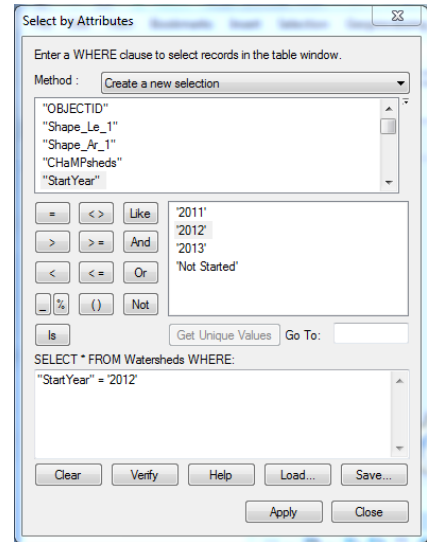 Select by Attributes
Enter a WHERE clause to select records in the table window.
Method : Create a new selection
"OBJECTID"
"Shape_Le_1"
"Shape_Ar_1"
"CHaMPsheds"
"StartYear"
= < > Like
> > = And
< < = Or
_ % ( ) Not
Is
'2011'
'2012'
'2013'
'Not Started'
Get Unique Values Go To:
SELECT * FROM Watersheds WHERE:
"StartYear" = '2012'
Clear Verify Help Load... Save...
Apply Close